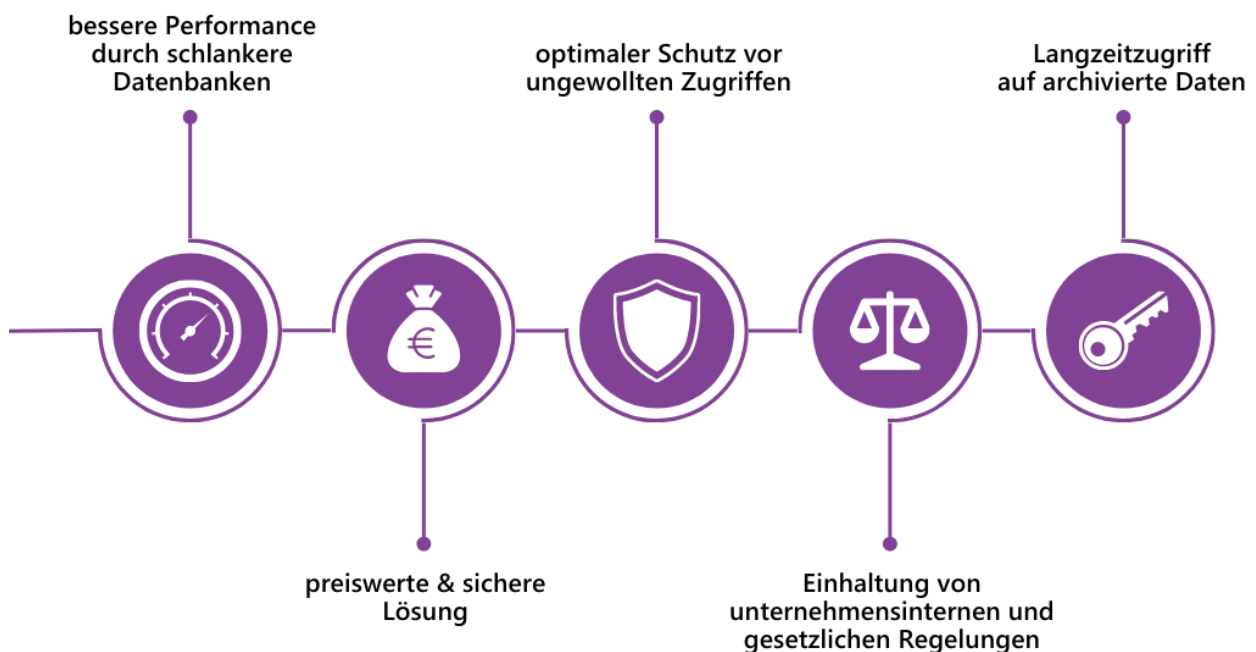 bessere Performance
durch schlankere
Datenbanken
preiswerte & sichere
Lösung
optimaler Schutz vor
ungewollten Zugriffen
Einhaltung von
unternehmensinternen und
gesetzlichen Regelungen
Langzeitzugriff
auf archivierte Daten
€